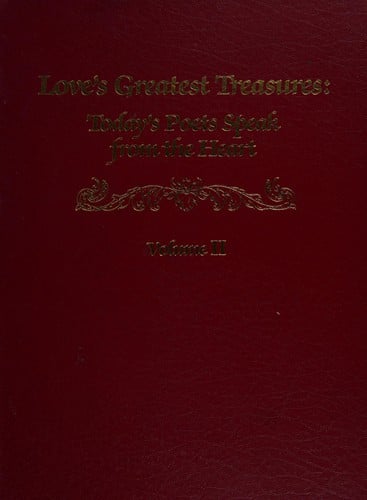 Love's Greatest Treasures:
Today's Poets Speak
from the Heart
Volume II